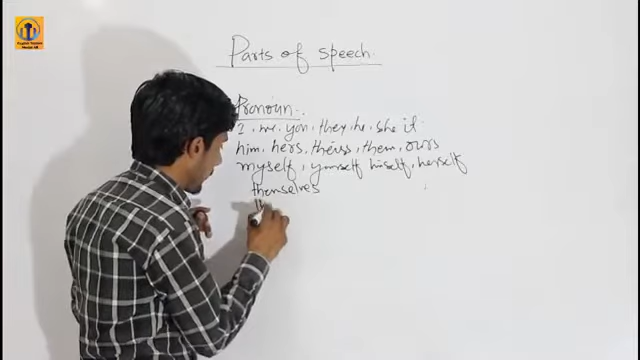 Parts of speech.
Pronoun.
I, we, you, they, he, she it
him, hers, theirs, them, ours
myself, yourself himself, herself
themselves